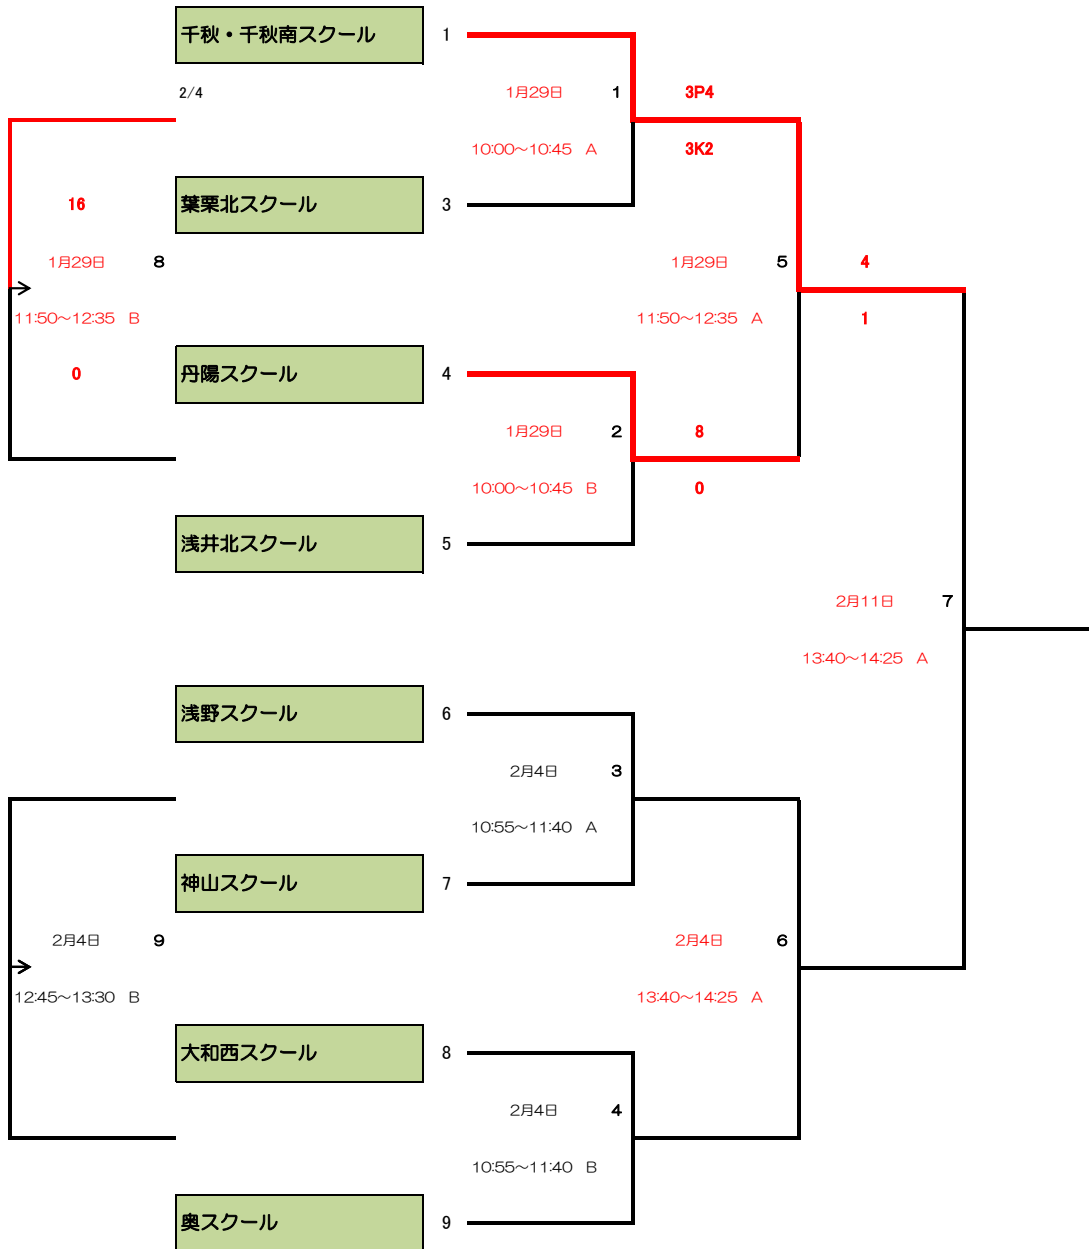 千秋・千秋南スクール 1
2/4 1月29日 1 3P4
10:00～10:45 A 3K2
16 葉栗北スクール 3
1月29日 8 1月29日 5 4
11:50～12:35 B 11:50～12:35 A 1
0 丹陽スクール 4
1月29日 2 8
10:00～10:45 B 0
浅井北スクール 5
2月11日 7
13:40～14:25 A
浅野スクール 6
2月4日 3
10:55～11:40 A
神山スクール 7
2月4日 9 2月4日 6
12:45～13:30 B 13:40～14:25 A
大和西スクール 8
2月4日 4
10:55～11:40 B
奥スクール 9